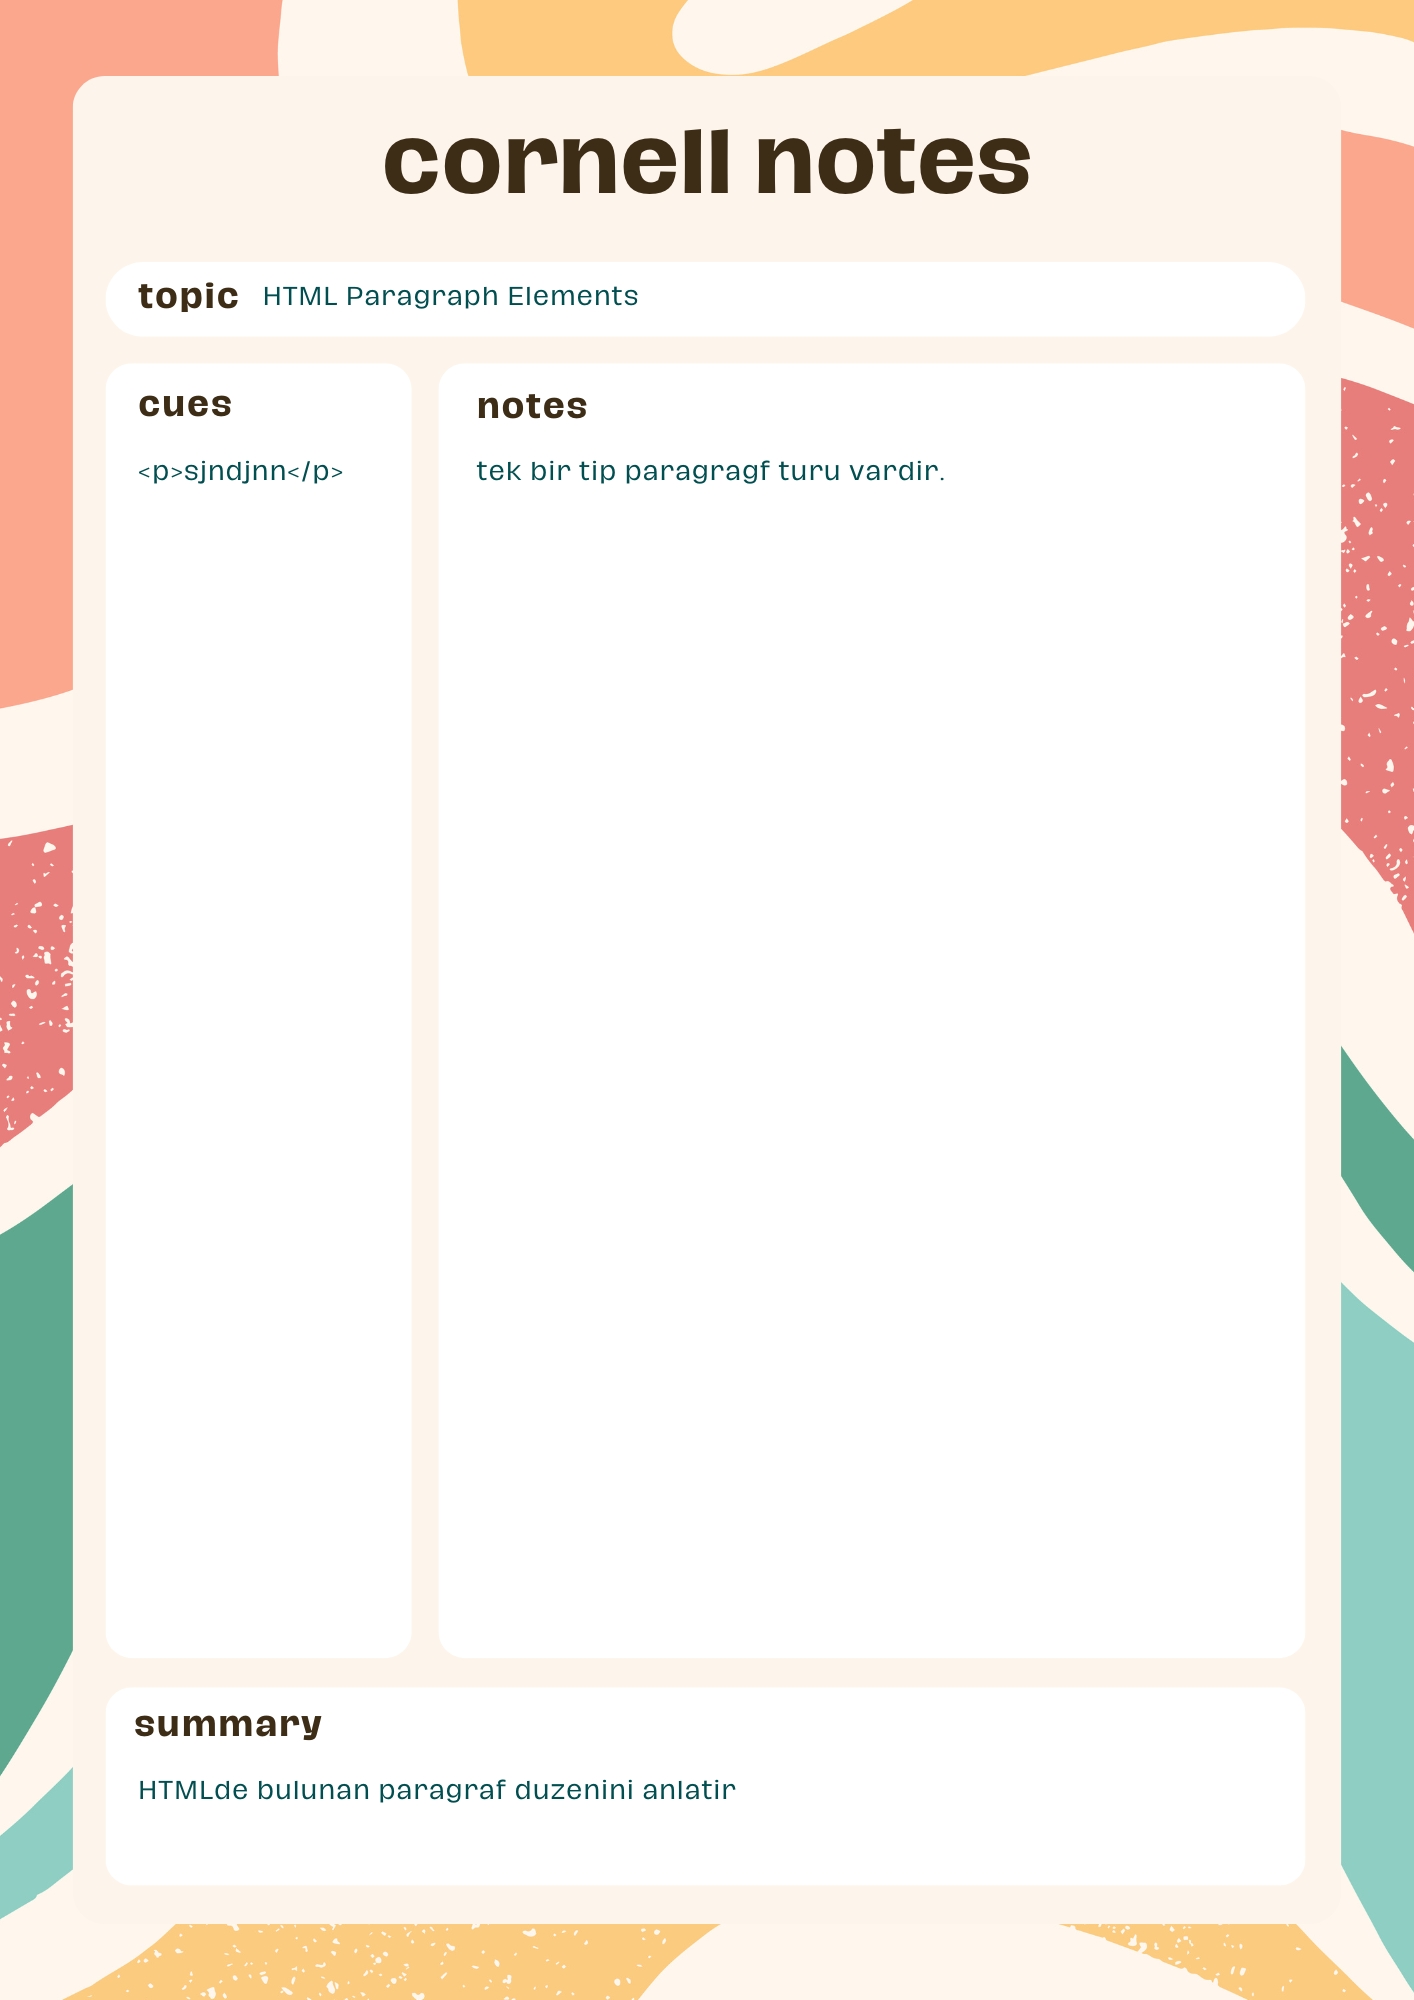 cornell notes
topic HTML Paragraph Elements
cues
<p>sjndjnn</p>
notes
tek bir tip paragragf turu vardir.
summary
HTMLde bulunan paragraf duzenini anlatir